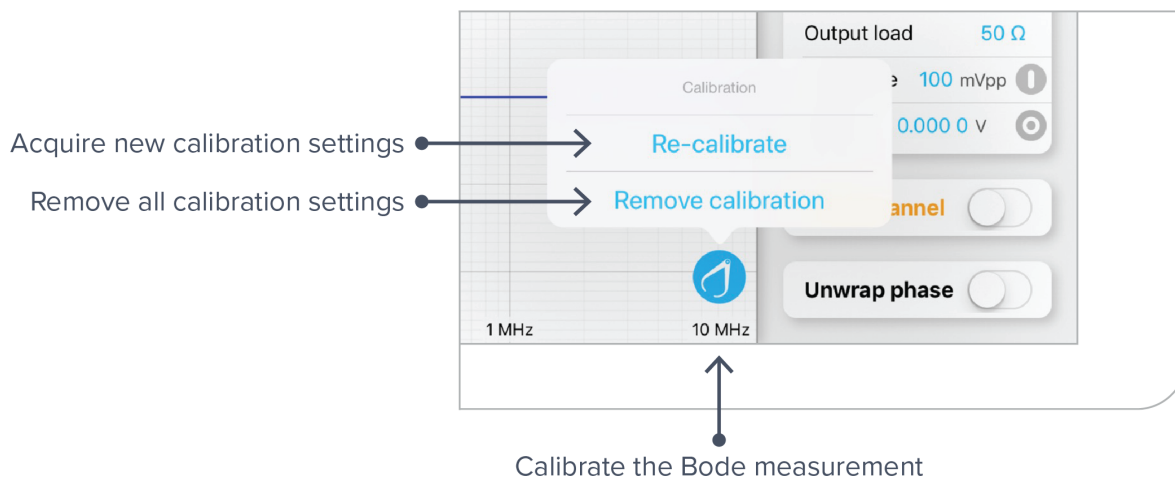 Output load 50 Ω
Calibration
e 100 mVpp
Acquire new calibration settings
Re-calibrate
0.000 0 V
Remove all calibration settings
Remove calibration
annel
Unwrap phase
1 MHz 10 MHz
Calibrate the Bode measurement